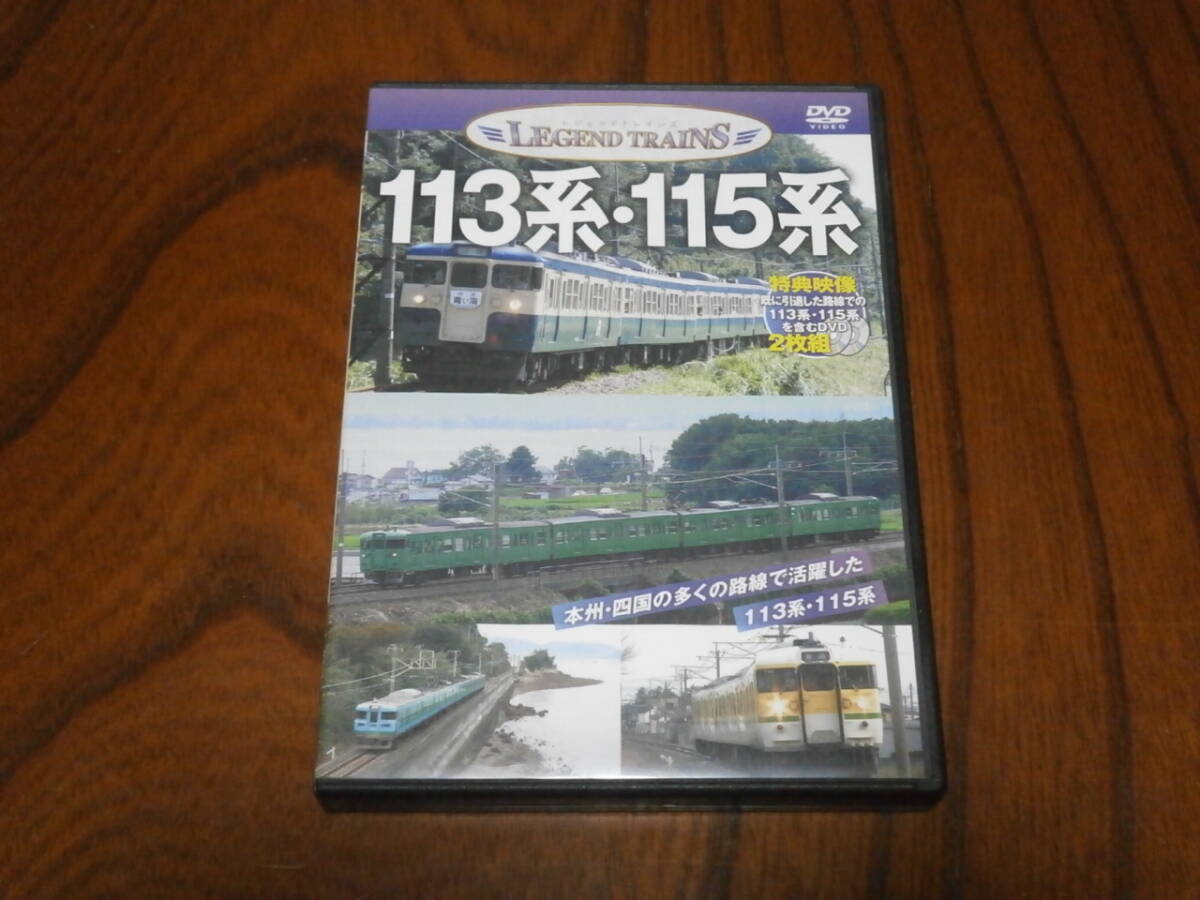 DVD
VIDEO
レジェンドトレインズ
LEGEND TRAINS
113系・115系
特典映像
既に引退した路線での
113系・115系
を含むDVD
2枚組
青い海
本州・四国の多くの路線で活躍した
113系・115系